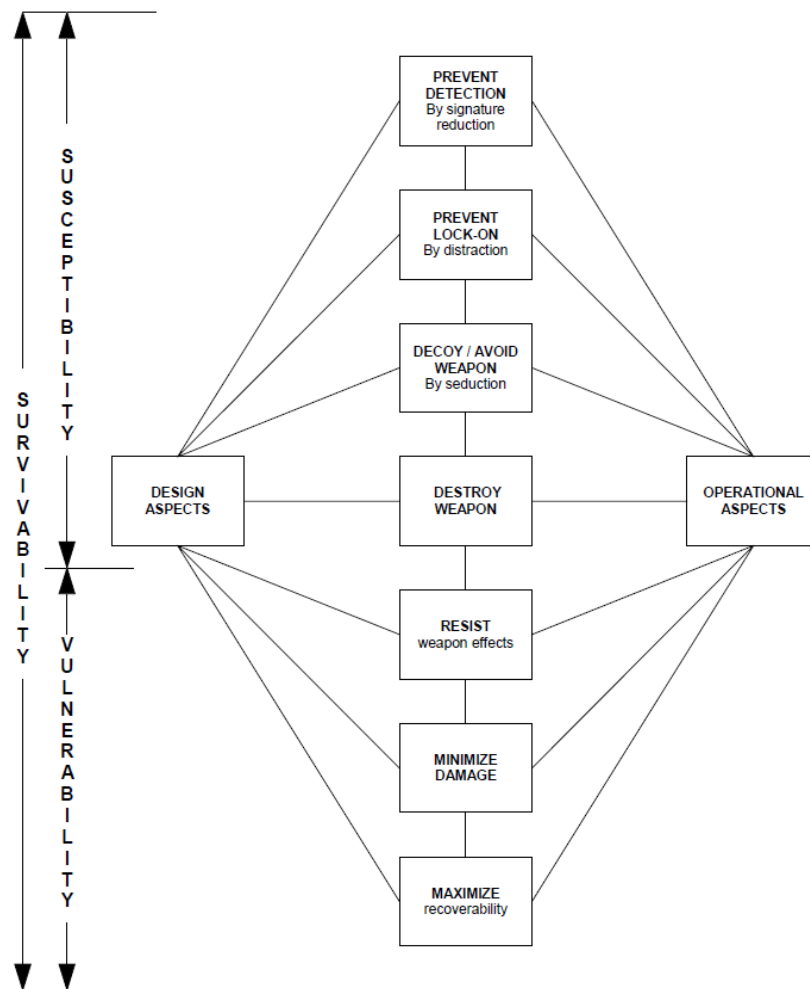 SURVIVABILITY
SUSCEPTIBILITY
VULNERABILITY
PREVENT
DETECTION
By signature
reduction
PREVENT
LOCK-ON
By distraction
DECOY / AVOID
WEAPON
By seduction
DESIGN
ASPECTS
DESTROY
WEAPON
OPERATIONAL
ASPECTS
RESIST
weapon effects
MINIMIZE
DAMAGE
MAXIMIZE
recoverability